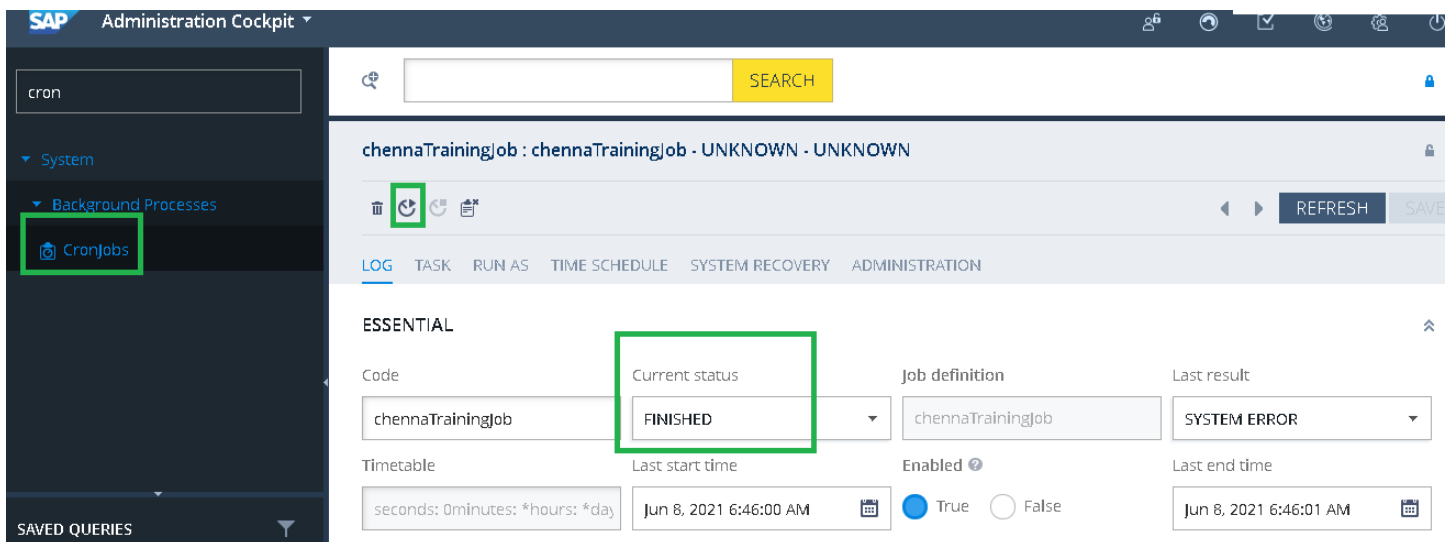 SAP Administration Cockpit
cron
SEARCH
System
chennaTrainingJob : chennaTrainingJob - UNKNOWN - UNKNOWN
Background Processes
REFRESH SAVE
CronJobs
LOG TASK RUN AS TIME SCHEDULE SYSTEM RECOVERY ADMINISTRATION
ESSENTIAL
Code Current status Job definition Last result
chennaTrainingJob FINISHED chennaTrainingJob SYSTEM ERROR
Timetable Last start time Enabled Last end time
seconds: 0minutes: *hours: *day Jun 8, 2021 6:46:00 AM True False Jun 8, 2021 6:46:01 AM
SAVED QUERIES